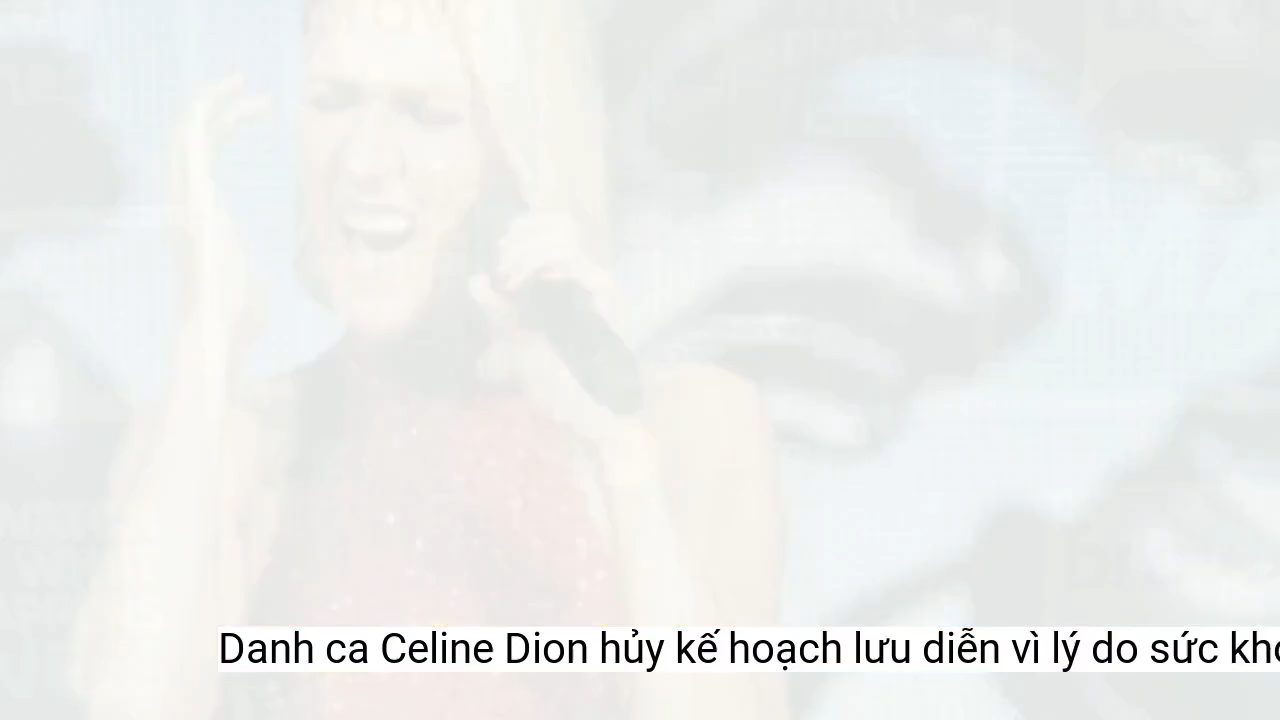 Danh ca Celine Dion hủy kế hoạch lưu diễn vì lý do sức